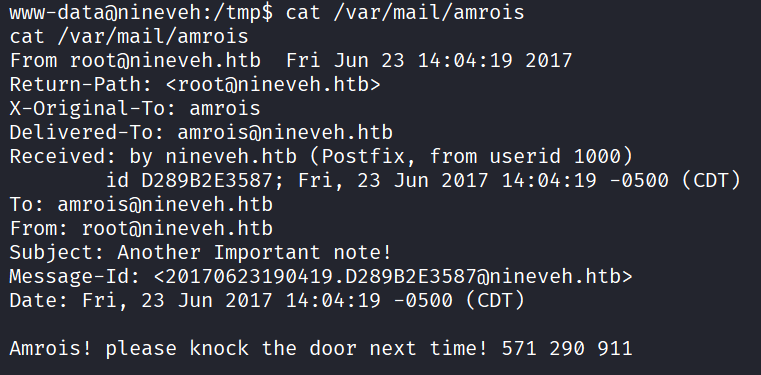 www-data@nineveh:/tmp$ cat /var/mail/amrois
cat /var/mail/amrois
From root@nineveh.htb  Fri Jun 23 14:04:19 2017
Return-Path: <root@nineveh.htb>
X-Original-To: amrois
Delivered-To: amrois@nineveh.htb
Received: by nineveh.htb (Postfix, from userid 1000)
        id D289B2E3587; Fri, 23 Jun 2017 14:04:19 -0500 (CDT)
To: amrois@nineveh.htb
From: root@nineveh.htb
Subject: Another Important note!
Message-Id: <20170623190419.D289B2E3587@nineveh.htb>
Date: Fri, 23 Jun 2017 14:04:19 -0500 (CDT)

Amrois! please knock the door next time! 571 290 911